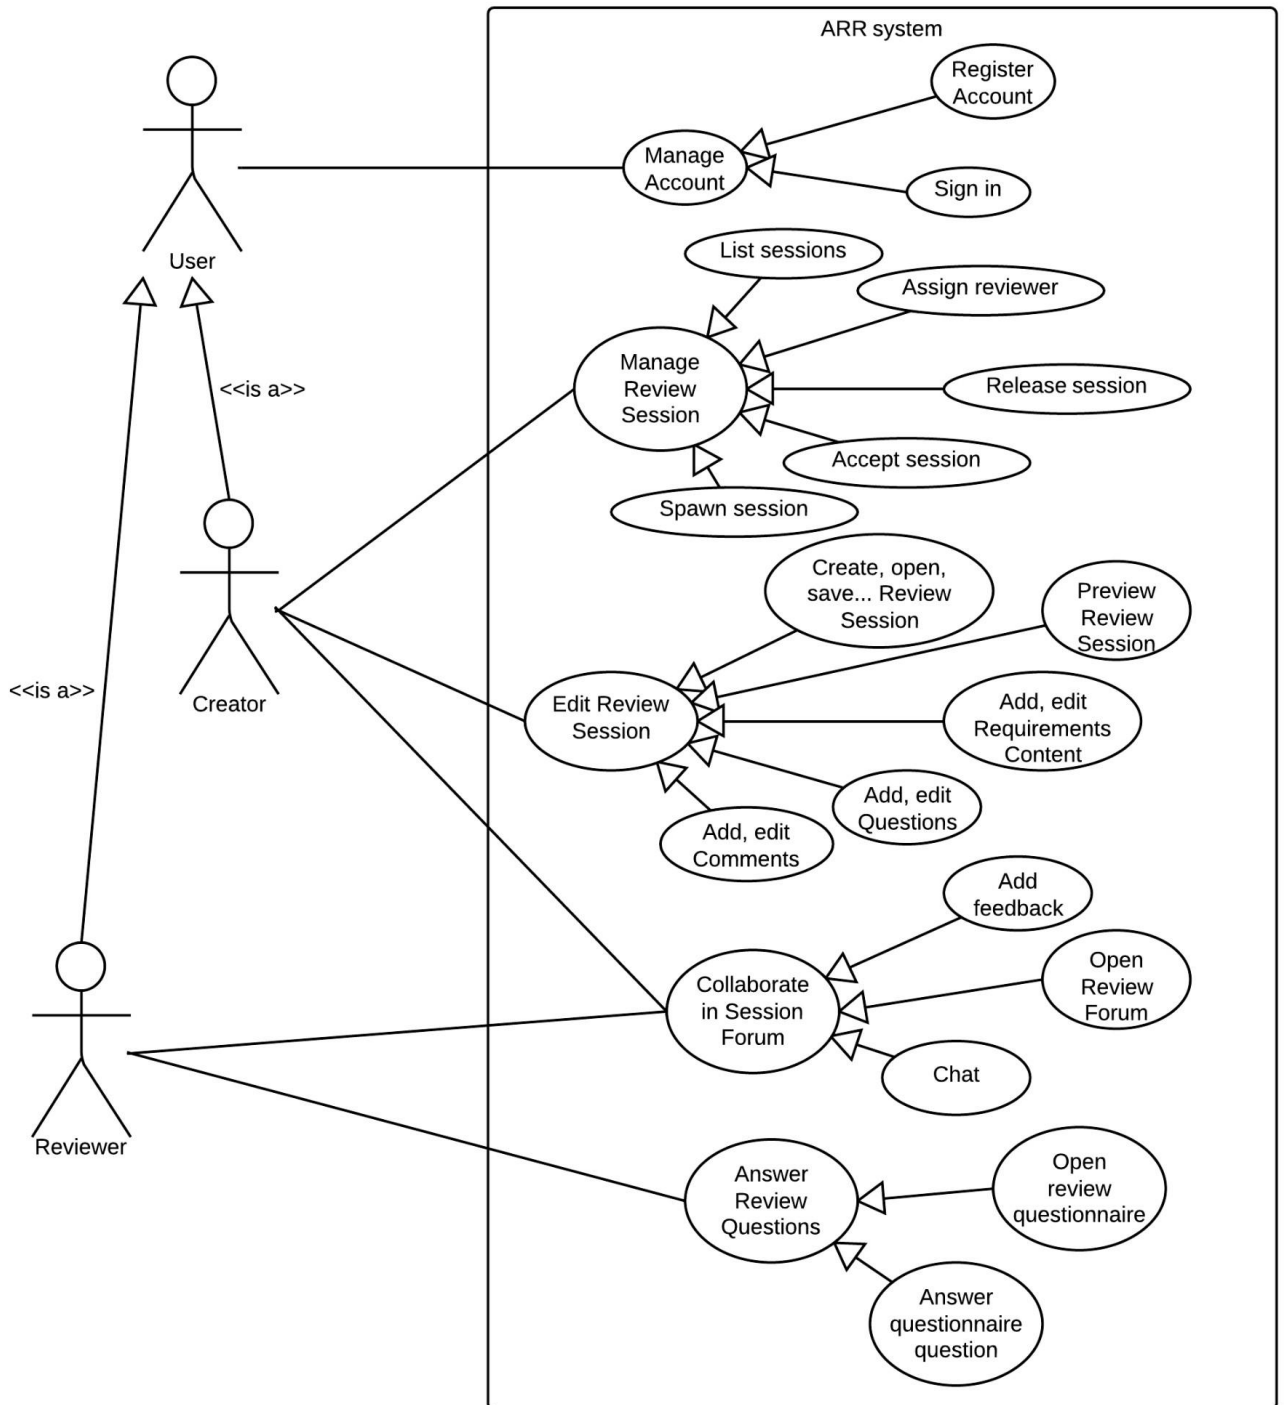 ARR system
Register
Account
Manage
Account
Sign in
User
List sessions
Assign reviewer
Manage
Review
Session
Release session
<<is a>>
Accept session
Spawn session
Create, open,
save... Review
Session
Preview
Review
Session
<<is a>>
Creator
Edit Review
Session
Add, edit
Requirements
Content
Add, edit
Questions
Add, edit
Comments
Add
feedback
Collaborate
in Session
Forum
Open
Review
Forum
Chat
Reviewer
Answer
Review
Questions
Open
review
questionnaire
Answer
questionnaire
question